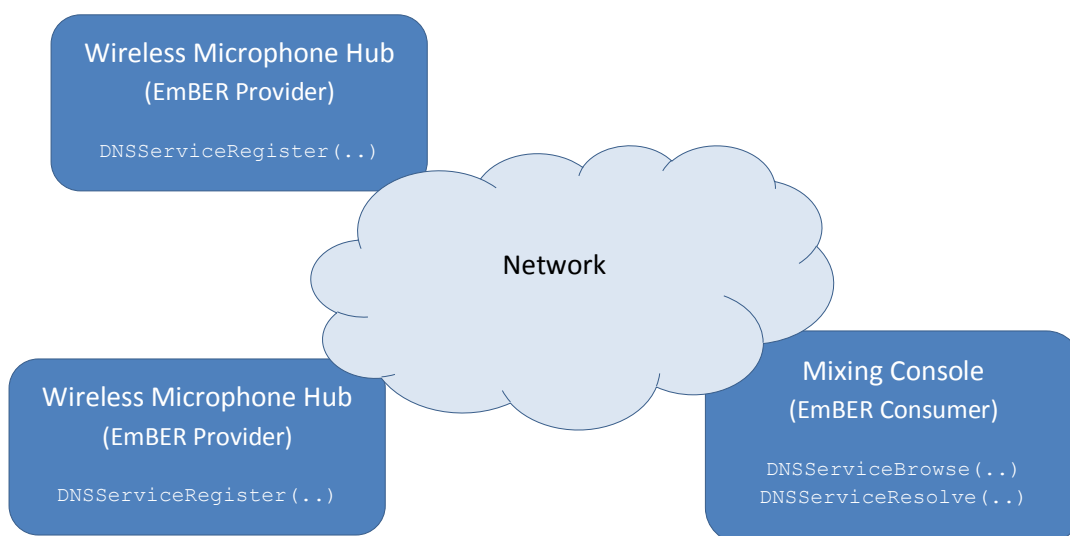 Wireless Microphone Hub
(EmBER Provider)
DNSServiceRegister(..)
Network
Wireless Microphone Hub
(EmBER Provider)
DNSServiceRegister(..)
Mixing Console
(EmBER Consumer)
DNSServiceBrowse(..)
DNSServiceResolve(..)